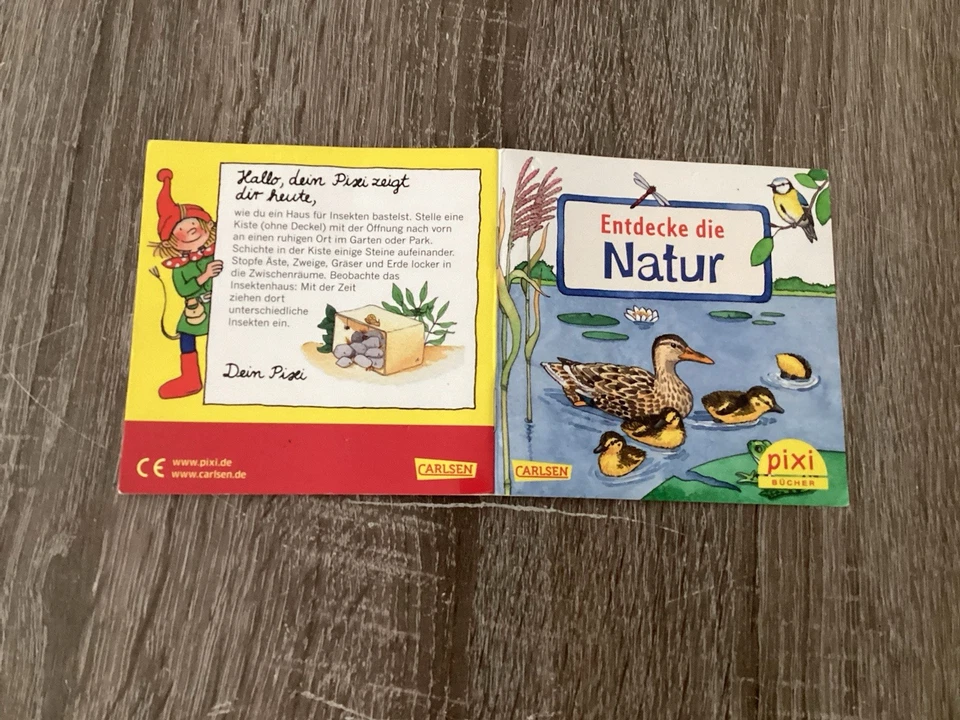 Hallo, dein Pixi zeigt
dir heute,
wie du ein Haus für Insekten bastelst. Stelle eine
Kiste (ohne Deckel) mit der Öffnung nach vorn
an einen ruhigen Ort im Garten oder Park.
Schichte in der Kiste einige Steine aufeinander.
Stopfe Äste, Zweige, Gräser und Erde locker in
die Zwischenräume. Beobachte das
Insektenhaus: Mit der Zeit
ziehen dort
unterschiedliche
Insekten ein.
Dein Pixi
CE
www.pixi.de
www.carlsen.de
CARLSEN
Entdecke die
Natur
CARLSEN
pixi
BÜCHER